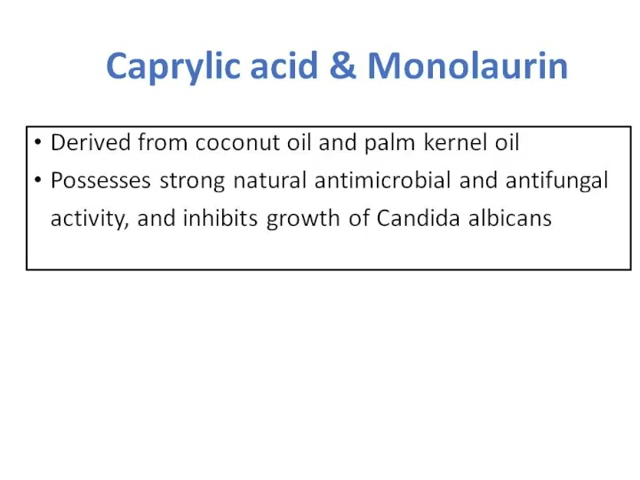 Caprylic acid & Monolaurin
• Derived from coconut oil and palm kernel oil
• Possesses strong natural antimicrobial and antifungal
activity, and inhibits growth of Candida albicans